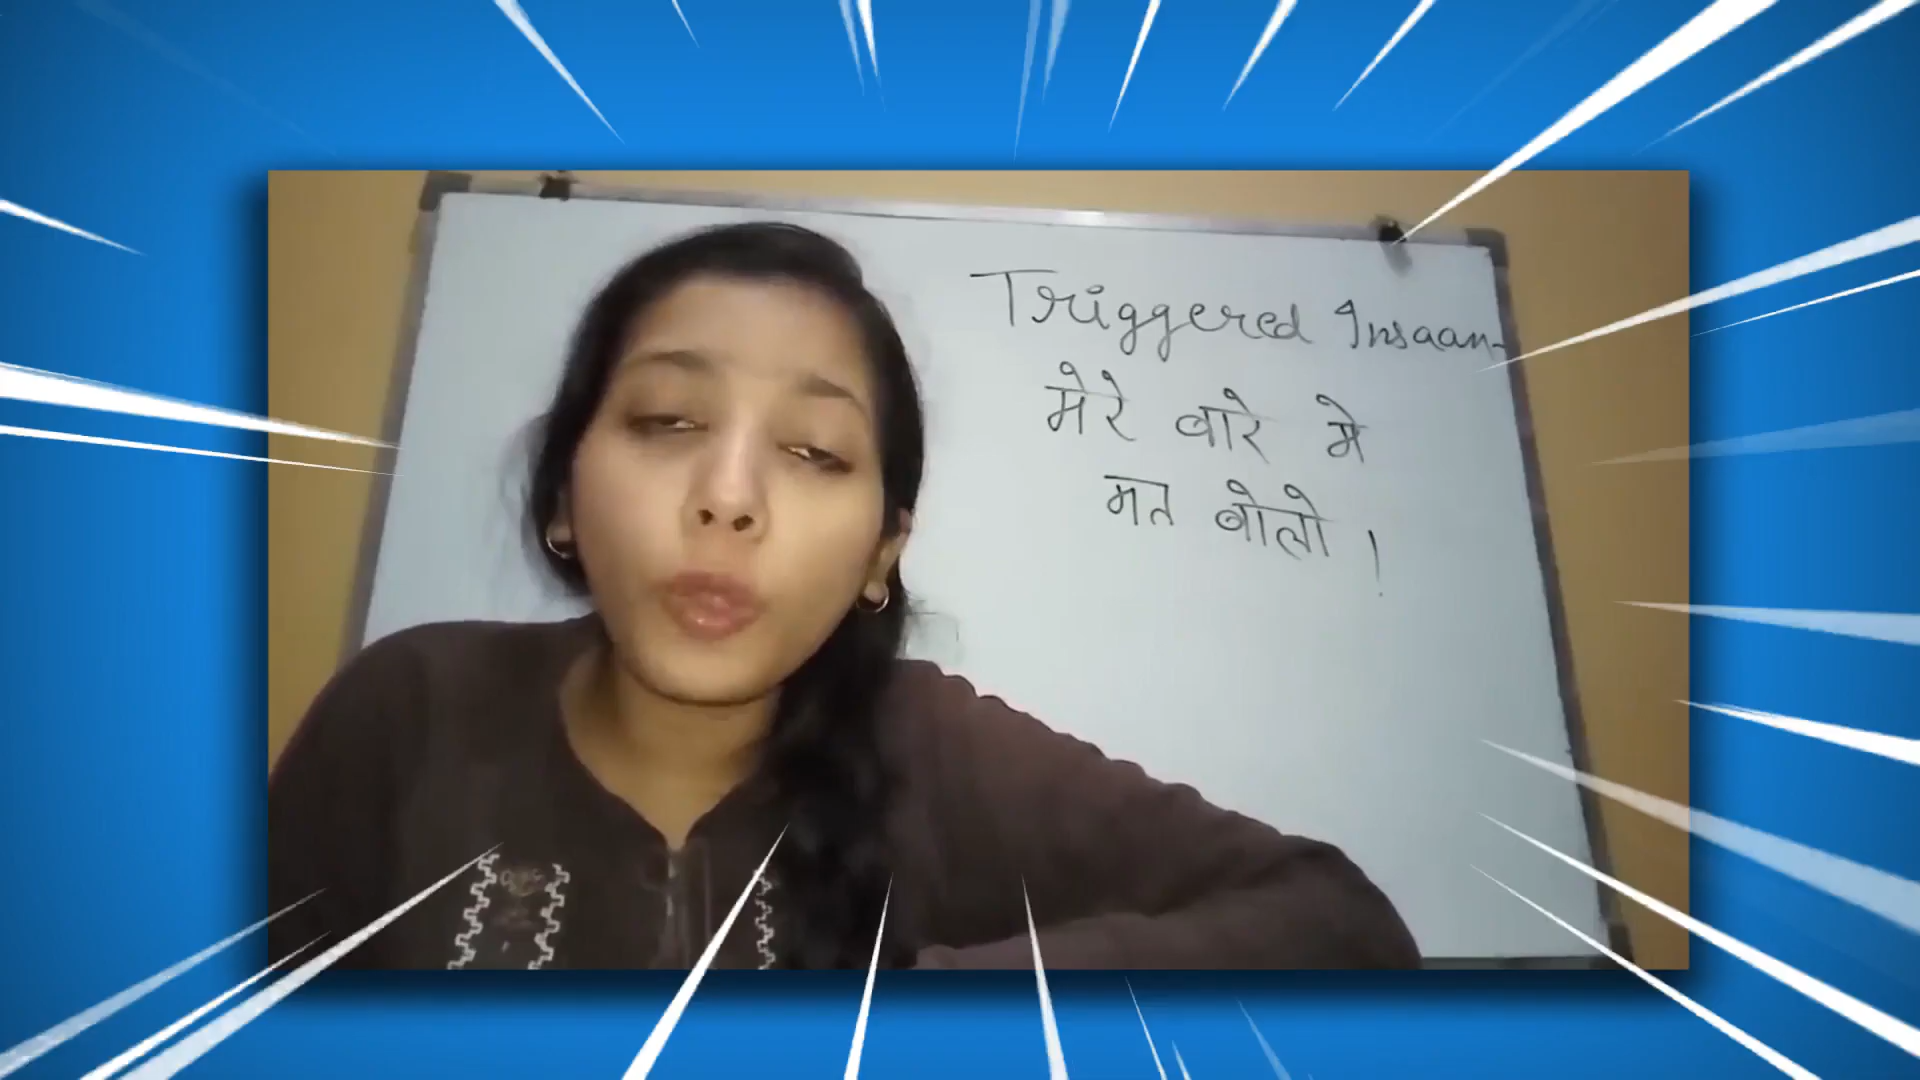 Triggered Insaan-
मेरे बारे मे
मत बोलो !